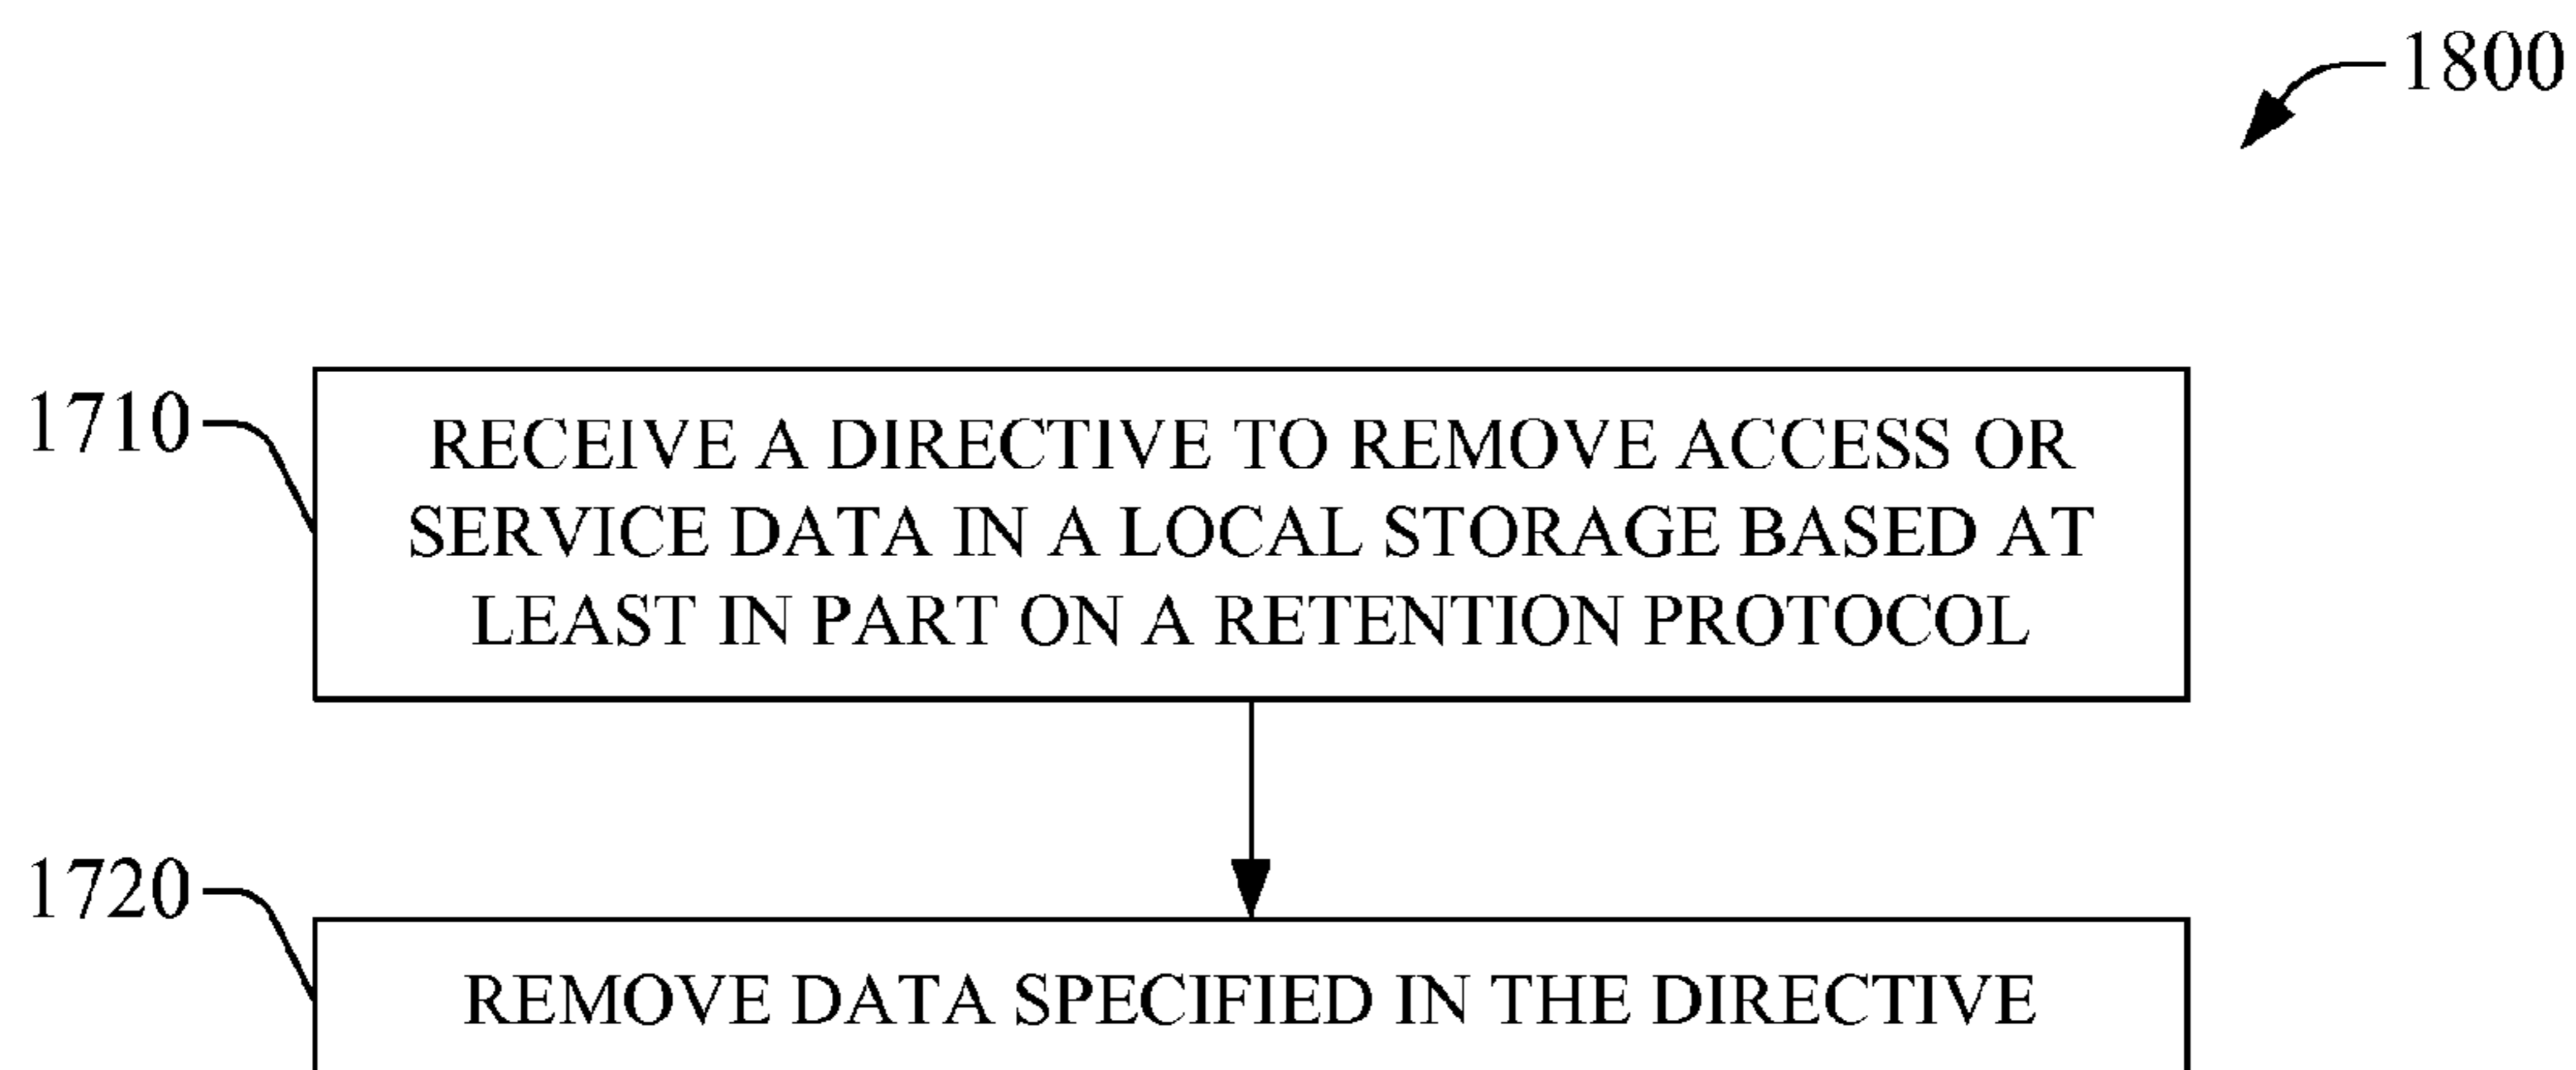 1800
1710
RECEIVE A DIRECTIVE TO REMOVE ACCESS OR
SERVICE DATA IN A LOCAL STORAGE BASED AT
LEAST IN PART ON A RETENTION PROTOCOL
1720
REMOVE DATA SPECIFIED IN THE DIRECTIVE